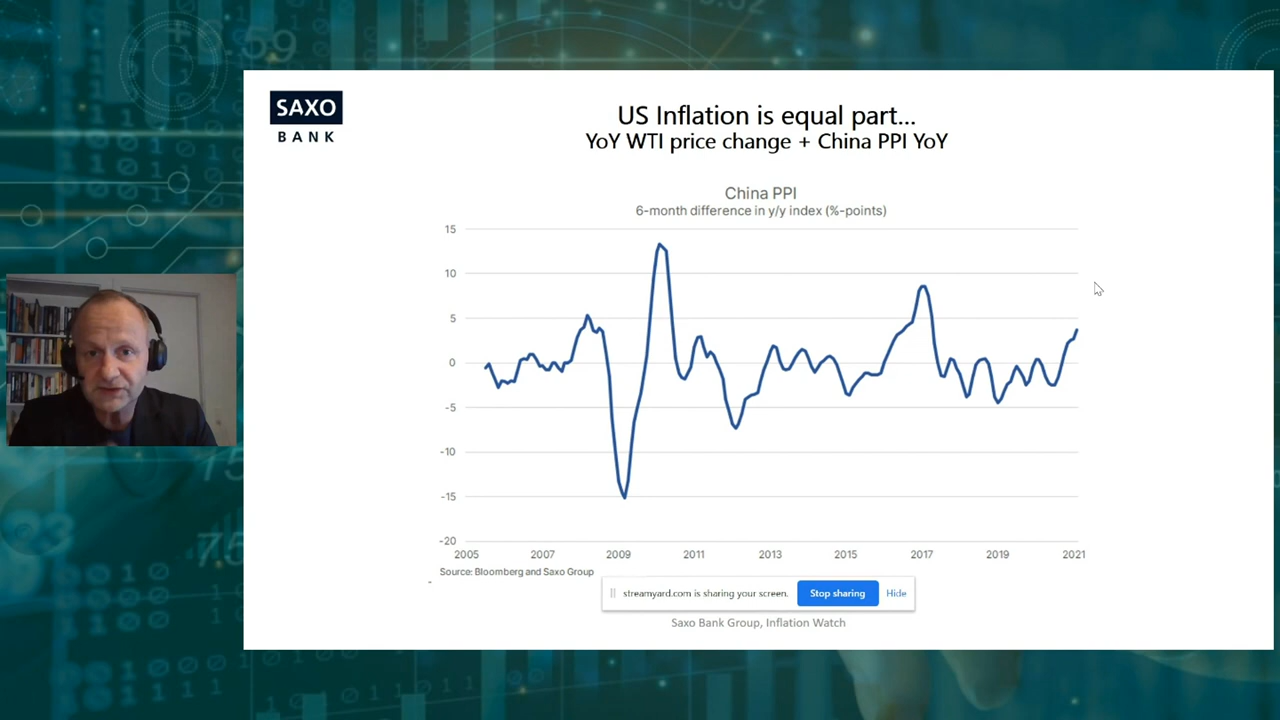 SAXO
BANK
US Inflation is equal part...
YoY WTI price change + China PPI YoY
China PPI
6-month difference in y/y index (%-points)
15
10
5
0
-5
-10
-15
-20
2005 2007 2009 2011 2013 2015 2017 2019 2021
Source: Bloomberg and Saxo Group
streamyard.com is sharing your screen. Stop sharing Hide
Saxo Bank Group, Inflation Watch